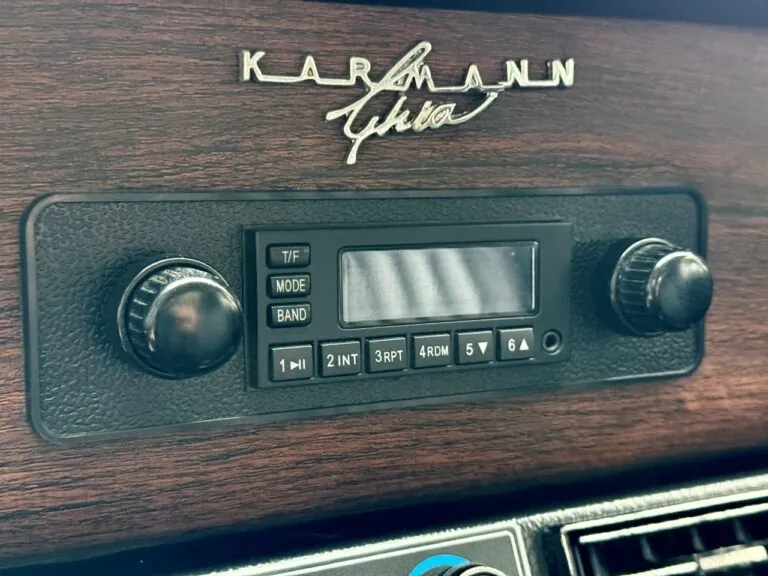 KARMANN
Ghia
T/F
MODE
BAND
1 ▶II 2 INT 3 RPT 4 RDM 5 ▼ 6 ▲